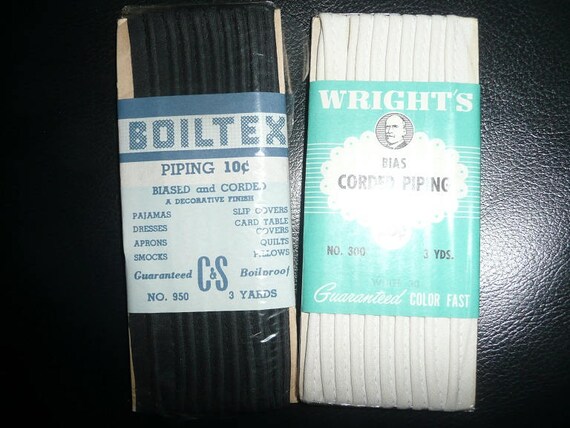 BOILTEX
PIPING 10¢
BIASED and CORDED
A DECORATIVE FINISH
PAJAMAS
DRESSES
APRONS
SMOCKS
SLIP COVERS
CARD TABLE
COVERS
QUILTS
PILLOWS
Guaranteed C&S Boilproof
NO. 950 3 YARDS
WRIGHT'S
BIAS
CORDED PIPING
NO. 300 3 YDS.
Guaranteed COLOR FAST